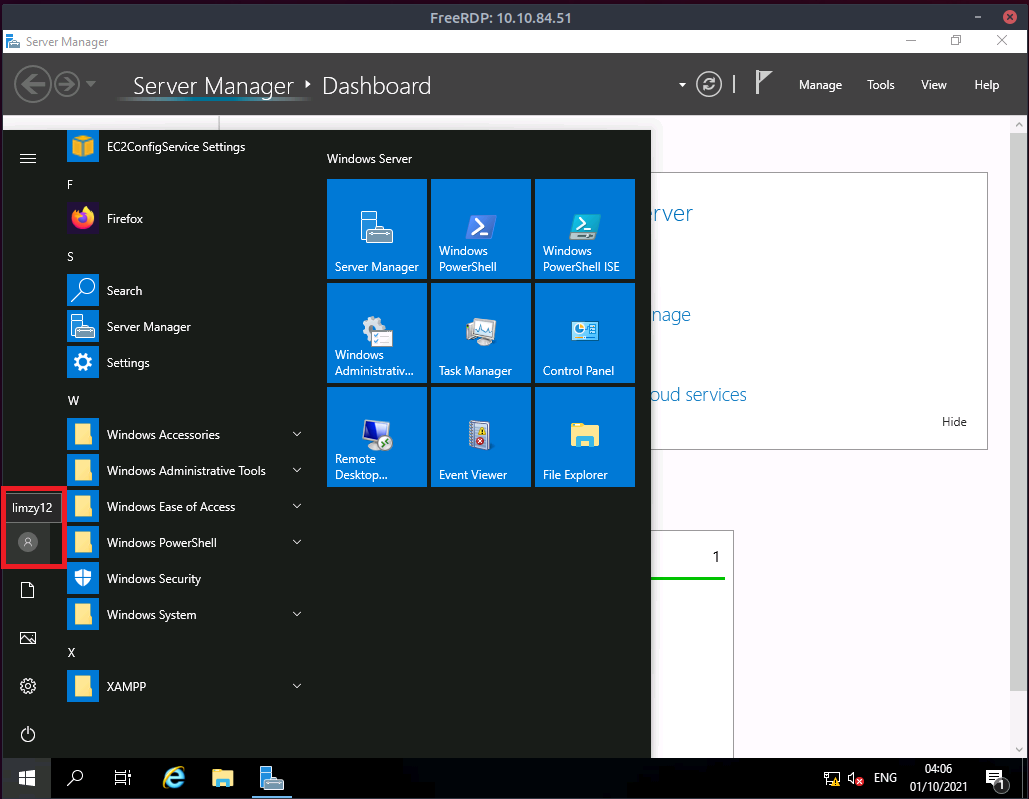 FreeRDP: 10.10.84.51
Server Manager
Server Manager
Dashboard
Manage
Tools
View
Help
EC2ConfigService Settings
F
Firefox
S
Search
Server Manager
Settings
W
Windows Accessories
Windows Administrative Tools
Windows Ease of Access
Windows PowerShell
Windows Security
Windows System
X
XAMPP
limzy12
Windows Server
Server Manager
Windows
PowerShell
Windows
PowerShell ISE
Windows
Administrativ...
Task Manager
Control Panel
Remote
Desktop...
Event Viewer
File Explorer
erver
nage
oud services
Hide
1
ENG
04:06
01/10/2021
1